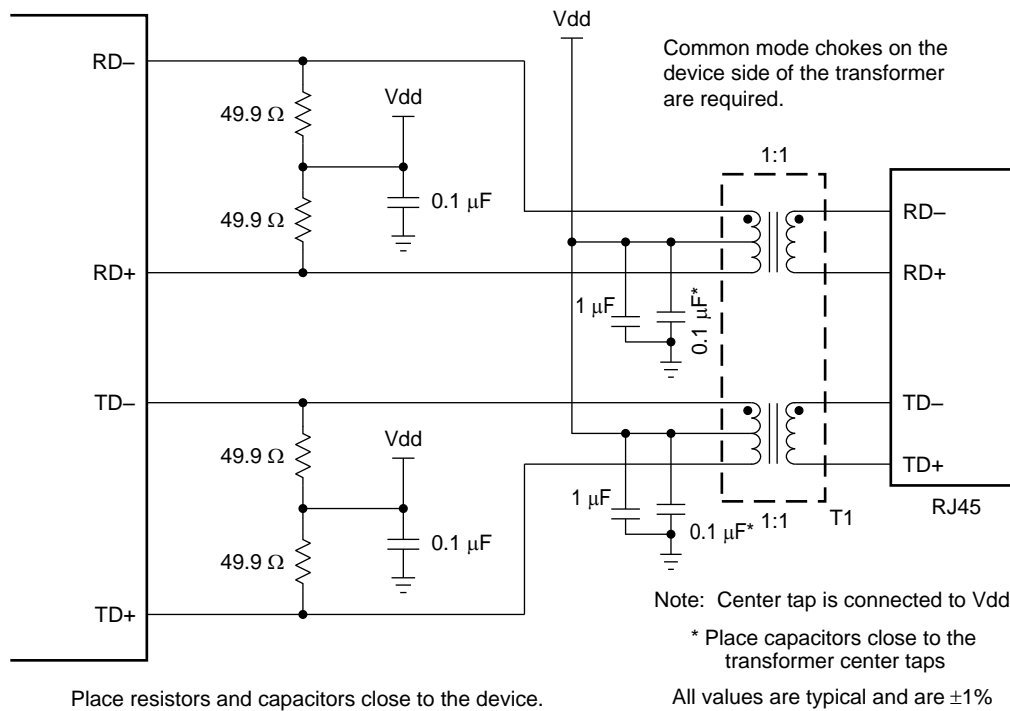 Vdd
Common mode chokes on the
device side of the transformer
are required.
RD–
49.9 Ω
Vdd
0.1 µF
49.9 Ω
RD+
1:1
RD–
RD+
1 µF
0.1 µF*
TD–
49.9 Ω
Vdd
0.1 µF
49.9 Ω
TD+
1 µF
0.1 µF*
1:1
T1
TD–
TD+
RJ45
Note: Center tap is connected to Vdd
* Place capacitors close to the
transformer center taps
Place resistors and capacitors close to the device.
All values are typical and are ±1%